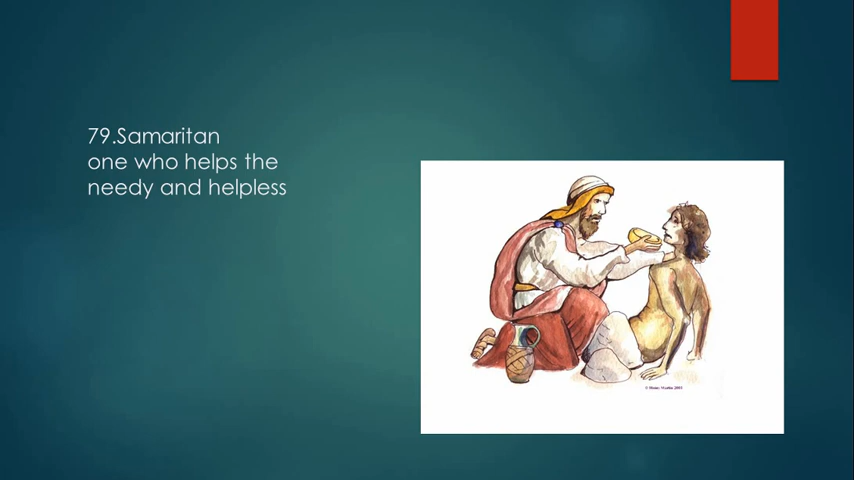 79.Samaritan
one who helps the
needy and helpless